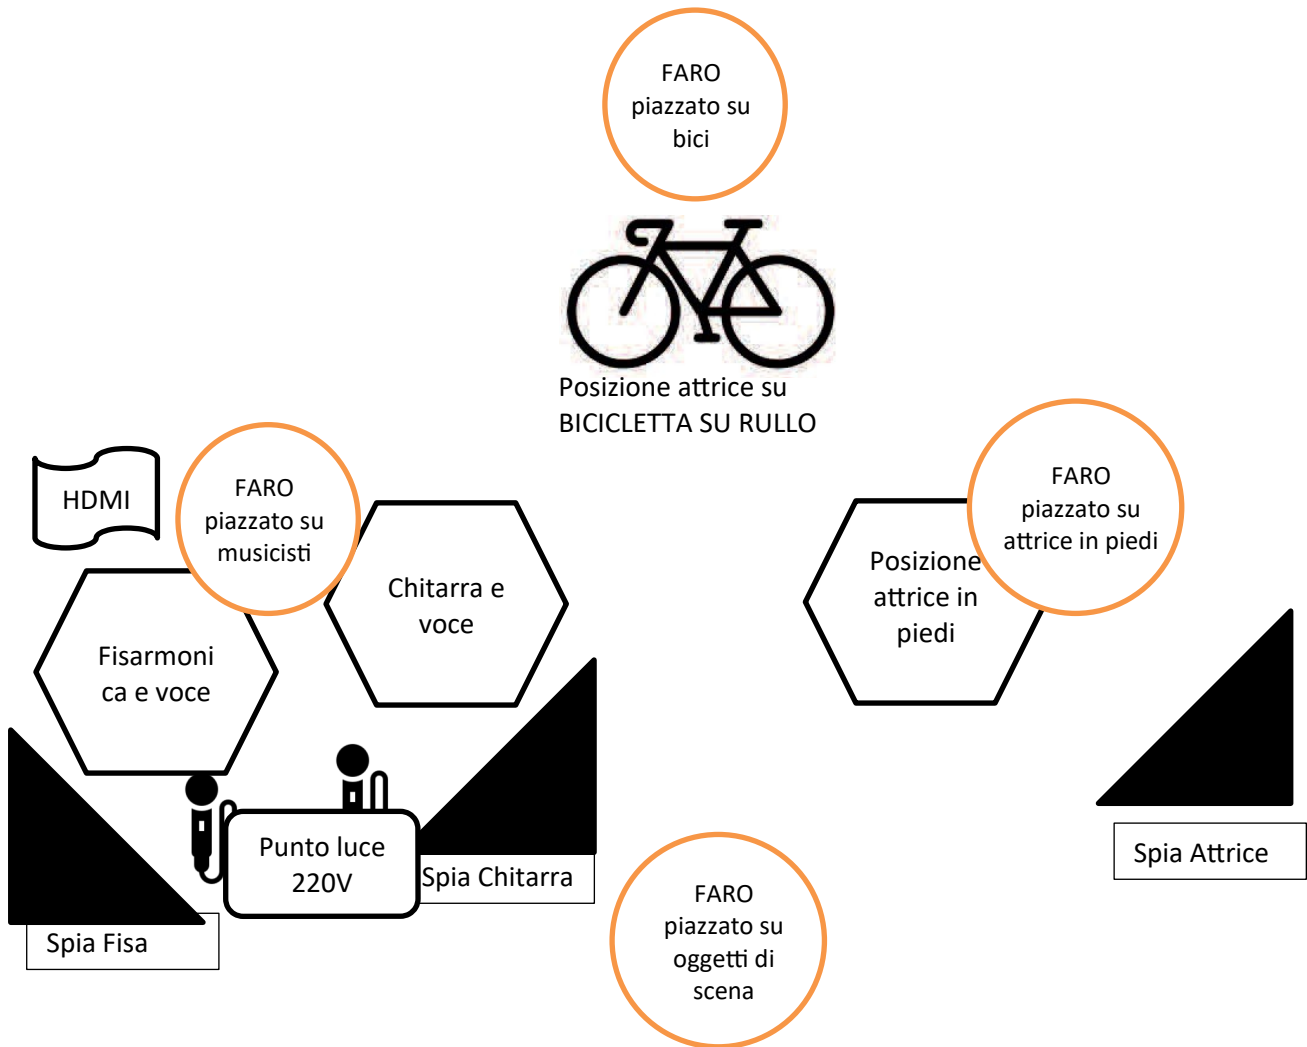 FARO
piazzato su
bici
Posizione attrice su
BICICLETTA SU RULLO
HDMI
FARO
piazzato su
musicisti
Chitarra e
voce
Fisarmoni
ca e voce
FARO
piazzato su
attrice in piedi
Posizione
attrice in
piedi
Punto luce
220V
Spia Chitarra
Spia Fisa
Spia Attrice
FARO
piazzato su
oggetti di
scena